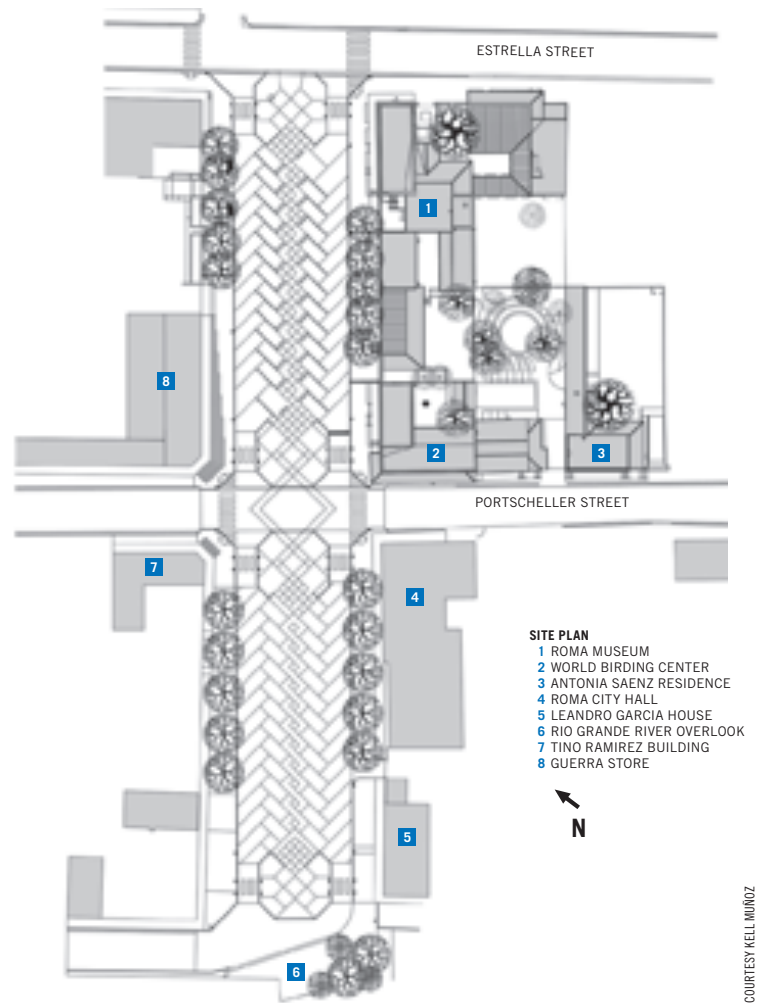 ESTRELLA STREET
1
8
2
3
PORTSCHELLER STREET
7
4
SITE PLAN
1 ROMA MUSEUM
2 WORLD BIRDING CENTER
3 ANTONIA SAENZ RESIDENCE
4 ROMA CITY HALL
5 LEANDRO GARCIA HOUSE
6 RIO GRANDE RIVER OVERLOOK
7 TINO RAMIREZ BUILDING
8 GUERRA STORE
N
5
6
COURTESY KELL MUÑOZ